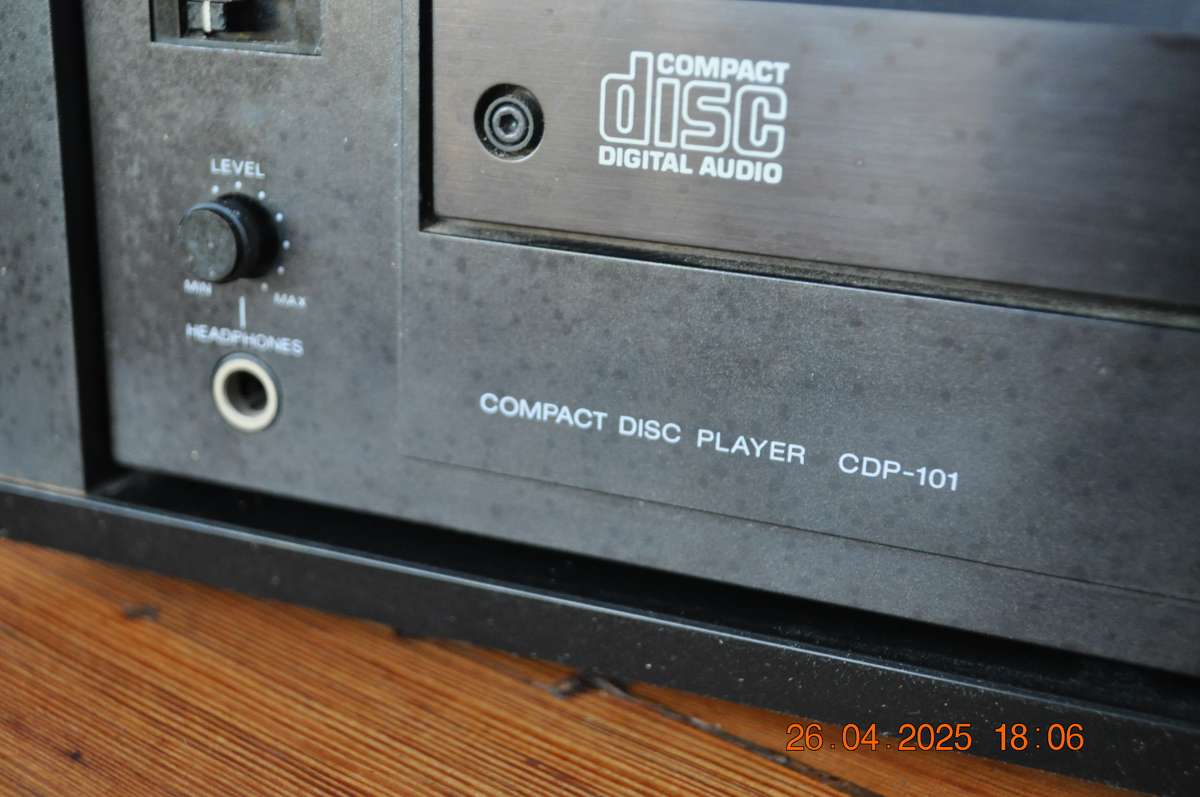 COMPACT
disc
DIGITAL AUDIO
LEVEL
MIN
MAX
HEADPHONES
COMPACT DISC PLAYER CDP-101
26.04.2025 18:06